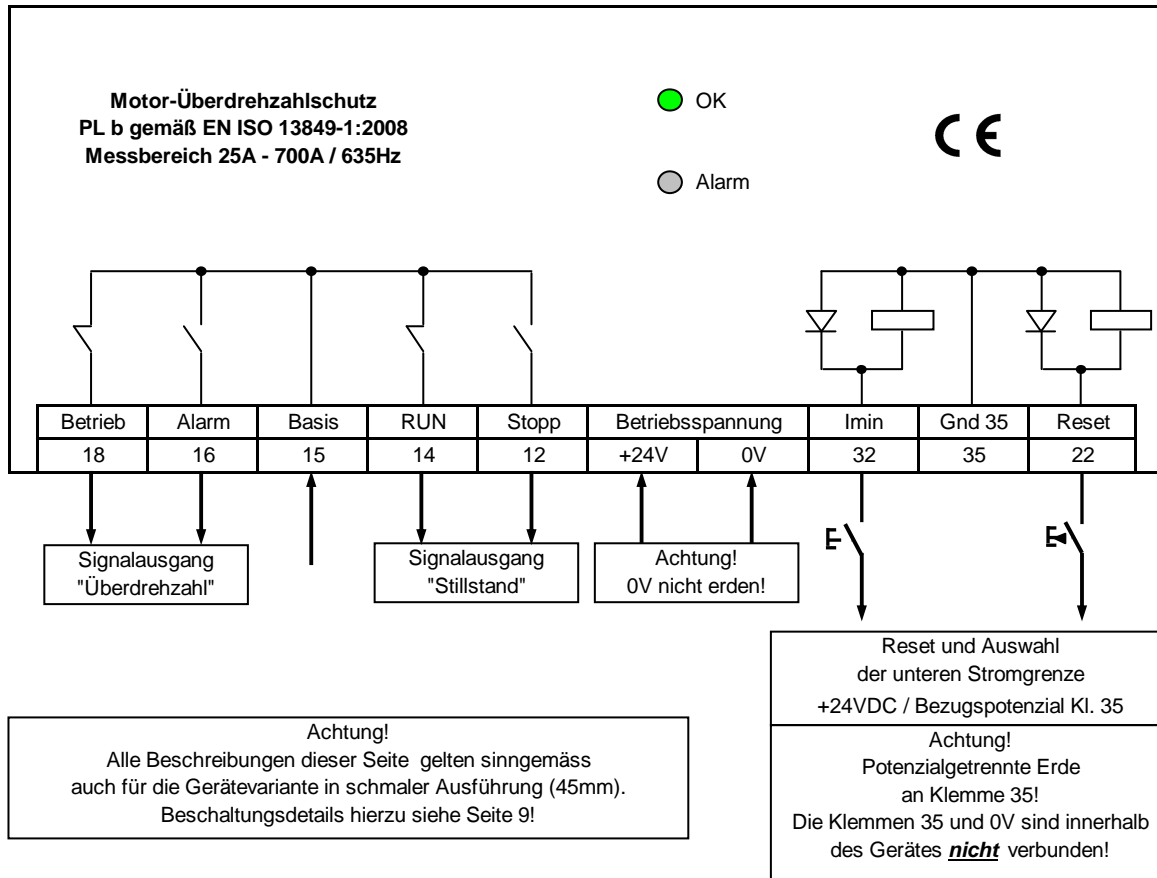 Motor-Überdrehzahlschutz
PL b gemäß EN ISO 13849-1:2008
Messbereich 25A - 700A / 635Hz
OK
Alarm
CE
Betrieb Alarm Basis RUN Stopp Betriebsspannung Imin Gnd 35 Reset
18 16 15 14 12 +24V 0V 32 35 22
Signalausgang
"Überdrehzahl"
Signalausgang
"Stillstand"
Achtung!
0V nicht erden!
Reset und Auswahl
der unteren Stromgrenze
+24VDC / Bezugspotenzial Kl. 35
Achtung!
Potenzialgetrennte Erde
an Klemme 35!
Die Klemmen 35 und 0V sind innerhalb
des Gerätes nicht verbunden!
Achtung!
Alle Beschreibungen dieser Seite gelten sinngemäss
auch für die Gerätevariante in schmaler Ausführung (45mm).
Beschaltungsdetails hierzu siehe Seite 9!